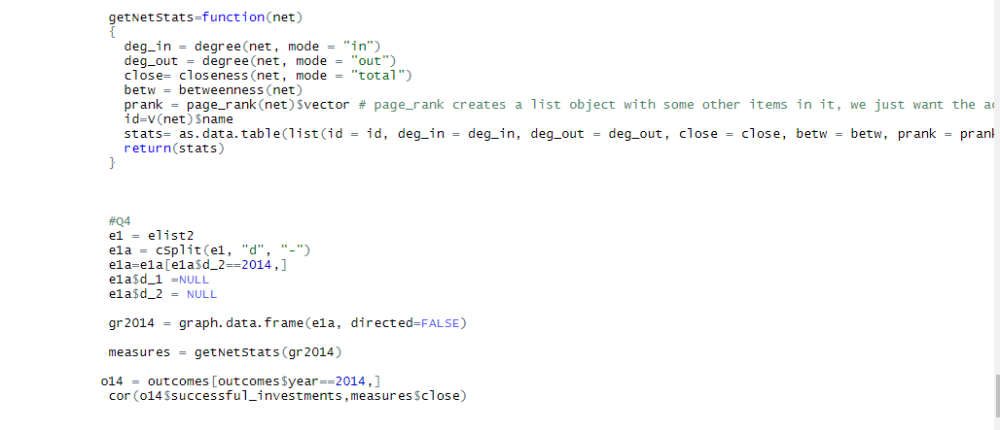 getNetStats=function(net)
{
deg_in = degree(net, mode = "in")
deg_out = degree(net, mode = "out")
close= closeness(net, mode = "total")
betw = betweenness(net)
prank = page_rank(net)$vector # page_rank creates a list object with some other items in it, we just want the
id=V(net)$name
stats= as.data.table(list(id = id, deg_in = deg_in, deg_out = deg_out, close = close, betw = betw, prank =
return(stats)
}
#Q4
e1 = elist2
e1a = cSplit(e1, "d", "-")
e1a=e1a[e1a$d_2==2014,]
e1a$d_1 =NULL
e1a$d_2 = NULL
gr2014 = graph.data.frame(e1a, directed=FALSE)
measures = getNetStats(gr2014)
o14 = outcomes[outcomes$year==2014,]
cor(o14$successful_investments,measures$close)